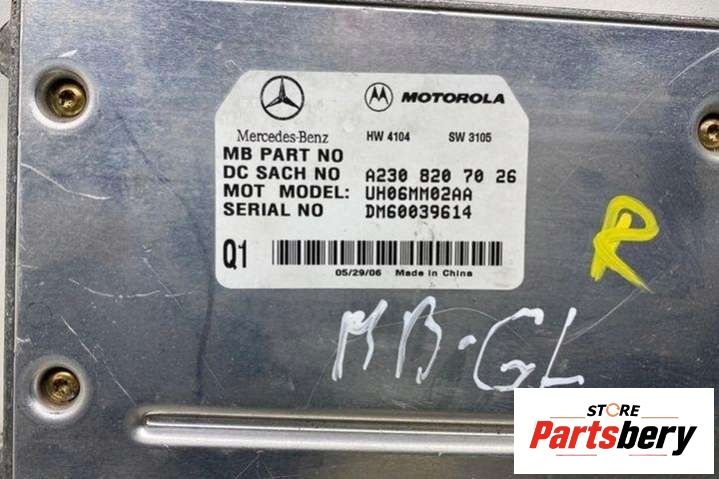 MOTOROLA
Mercedes-Benz HW 4104 SW 3105
MB PART NO
DC SACH NO A230 820 70 26
MOT MODEL: UH06MM02AA
SERIAL NO DM60039614
Q1
05/29/06 Made in China
R
MB-GL
STORE
Partsbery